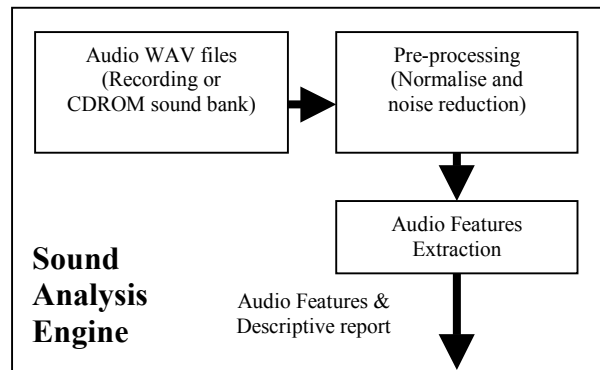 Audio WAV files
(Recording or
CDROM sound bank)
Pre-processing
(Normalise and
noise reduction)
Audio Features
Extraction
Sound
Analysis
Engine
Audio Features &
Descriptive report